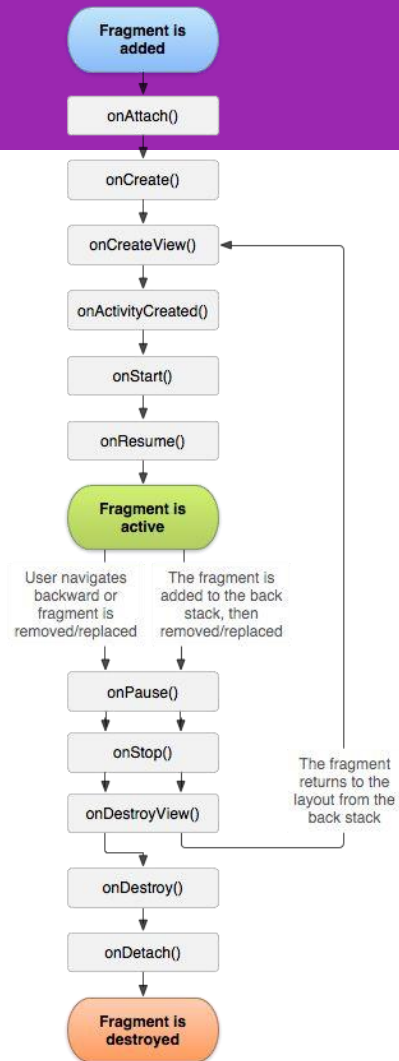 Fragment is
added
onAttach()
onCreate()
onCreateView()
onActivityCreated()
onStart()
onResume()
Fragment is
active
User navigates
backward or
fragment is
removed/replaced
The fragment is
added to the back
stack, then
removed/replaced
onPause()
onStop()
onDestroyView()
The fragment
returns to the
layout from the
back stack
onDestroy()
onDetach()
Fragment is
destroyed